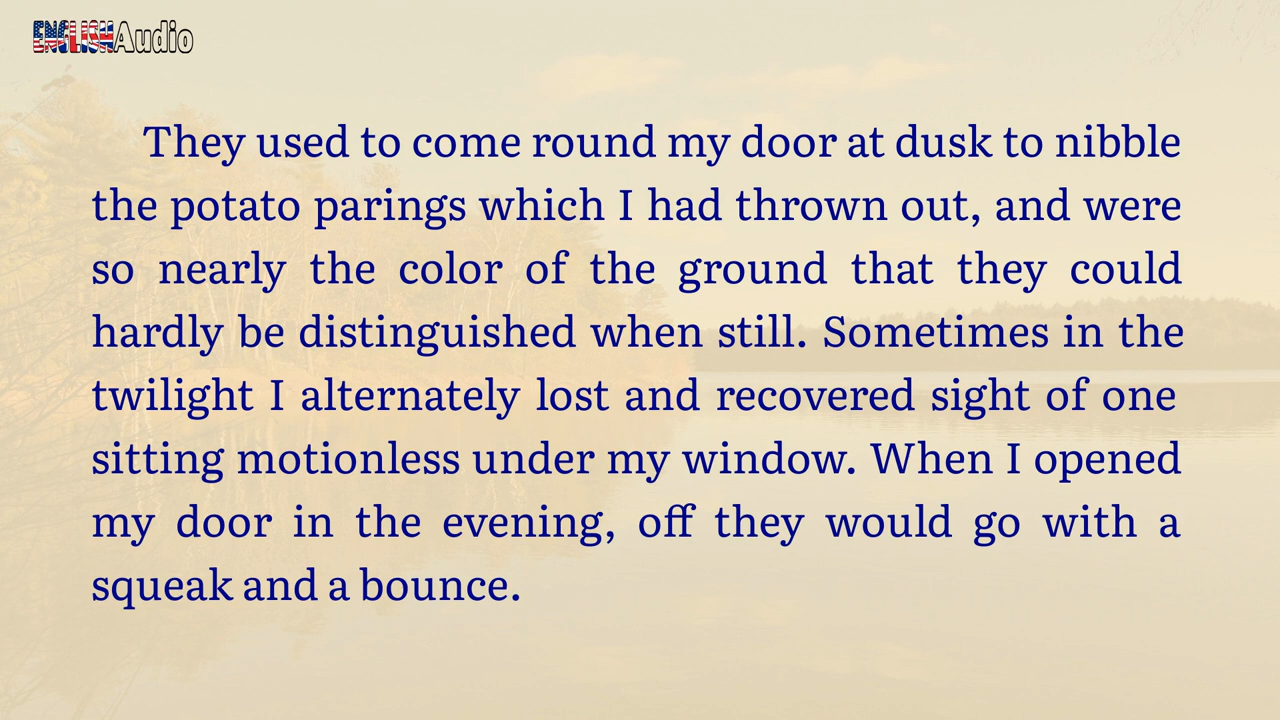 ENGLISHAudio
They used to come round my door at dusk to nibble
the potato parings which I had thrown out, and were
so nearly the color of the ground that they could
hardly be distinguished when still. Sometimes in the
twilight I alternately lost and recovered sight of one
sitting motionless under my window. When I opened
my door in the evening, off they would go with a
squeak and a bounce.